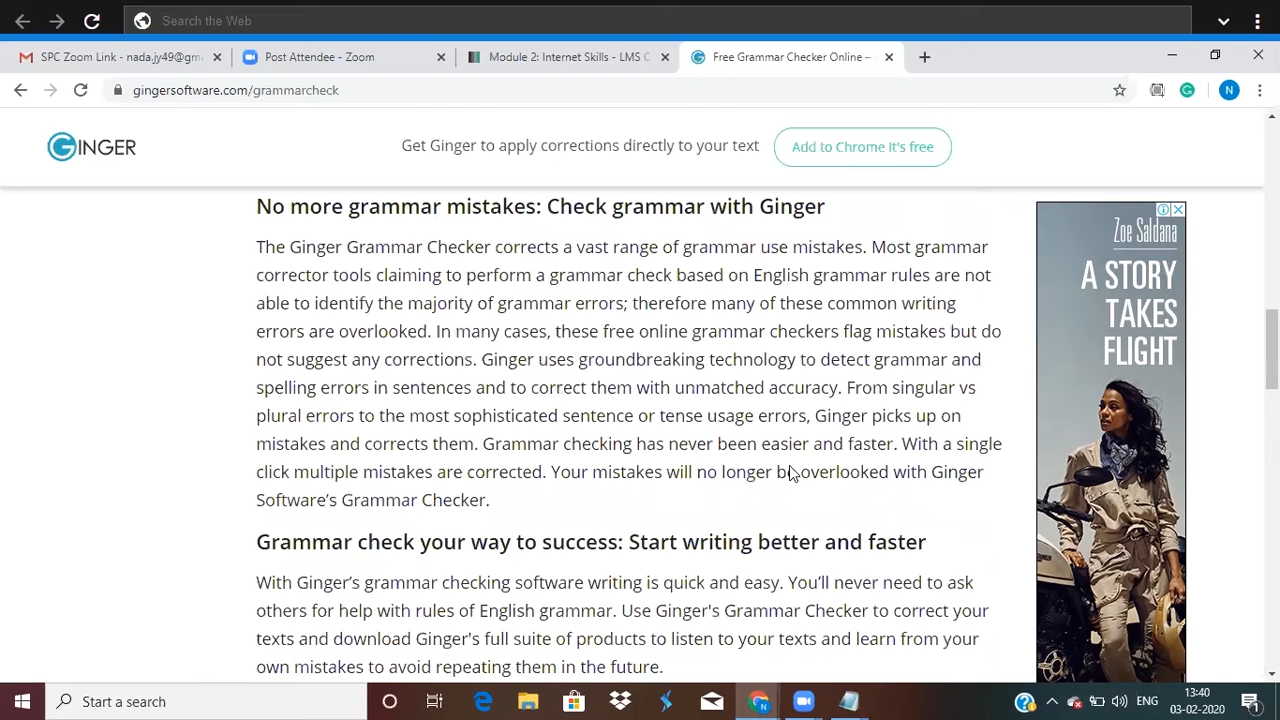 Search the Web
SPC Zoom Link - nada.jy49@gm
Post Attendee - Zoom
Module 2: Internet Skills - LMS C
Free Grammar Checker Online –
gingersoftware.com/grammarcheck
N
GINGER
Get Ginger to apply corrections directly to your text
Add to Chrome It's free
No more grammar mistakes: Check grammar with Ginger
The Ginger Grammar Checker corrects a vast range of grammar use mistakes. Most grammar
corrector tools claiming to perform a grammar check based on English grammar rules are not
able to identify the majority of grammar errors; therefore many of these common writing
errors are overlooked. In many cases, these free online grammar checkers flag mistakes but do
not suggest any corrections. Ginger uses groundbreaking technology to detect grammar and
spelling errors in sentences and to correct them with unmatched accuracy. From singular vs
plural errors to the most sophisticated sentence or tense usage errors, Ginger picks up on
mistakes and corrects them. Grammar checking has never been easier and faster. With a single
click multiple mistakes are corrected. Your mistakes will no longer be overlooked with Ginger
Software’s Grammar Checker.
Grammar check your way to success: Start writing better and faster
With Ginger’s grammar checking software writing is quick and easy. You’ll never need to ask
others for help with rules of English grammar. Use Ginger's Grammar Checker to correct your
texts and download Ginger's full suite of products to listen to your texts and learn from your
own mistakes to avoid repeating them in the future.
Zoe Saldana
A STORY
TAKES
FLIGHT
Start a search
ENG
13:40
03-02-2020
1